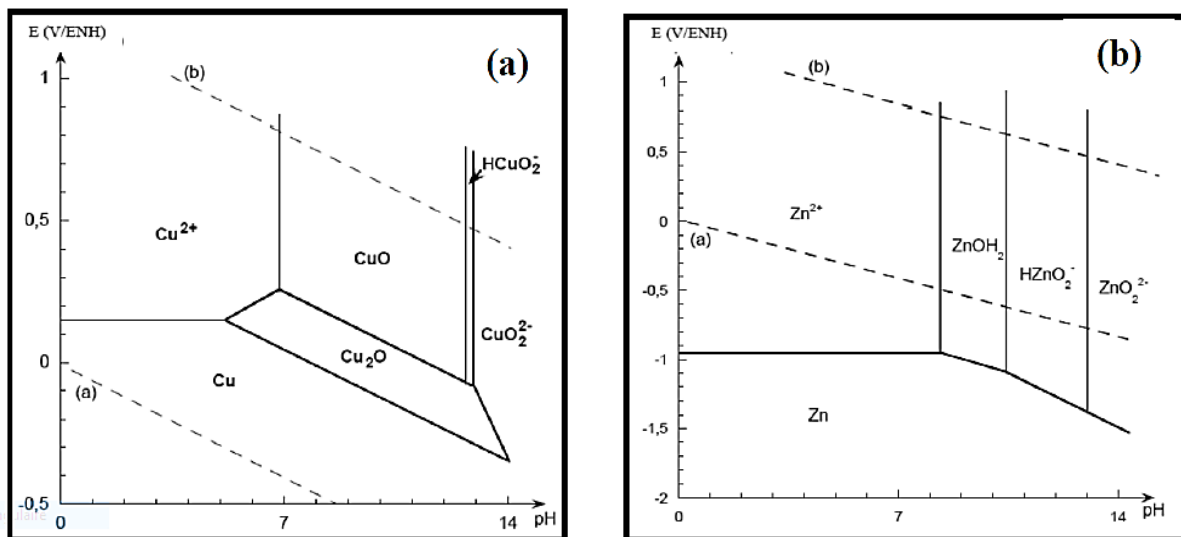 E (V/ENH)
(a)
1
(b)
HCuO₂⁻
0,5
Cu²⁺
CuO
CuO₂²⁻
Cu₂O
0
Cu
(a)
-0,5
0
7
14
pH
E (V/ENH)
(b)
1
(b)
0,5
Zn²⁺
0
(a)
ZnOH₂
HZnO₂⁻
ZnO₂²⁻
-0,5
-1
Zn
-1,5
-2
0
7
14
pH